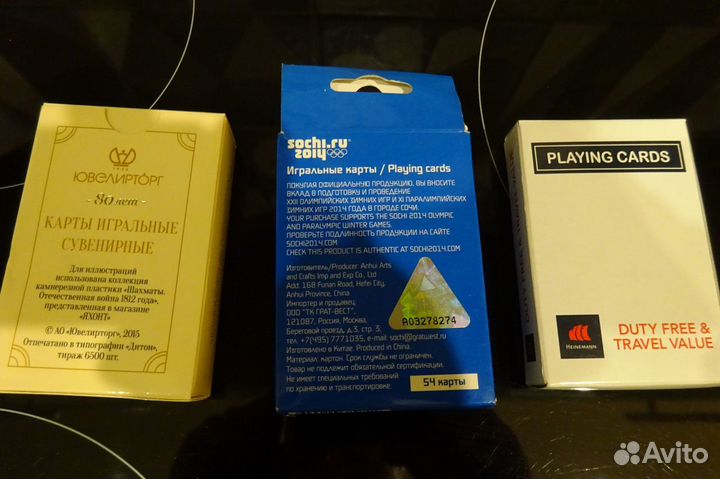 1936
ЮВЕЛИРТОРГ
- 80 лет -
КАРТЫ ИГРАЛЬНЫЕ
СУВЕНИРНЫЕ
Для иллюстраций
использована коллекция
камнерезной пластики «Шахматы.
Отечественная война 1812 года»,
представленная в магазине
«ЯХОНТ»
© АО «Ювелирторг», 2015
Отпечатано в типографии «Дитон»,
тираж 6500 шт.
sochi.ru
2014
Игральные карты / Playing cards
ПОКУПАЯ ОФИЦИАЛЬНУЮ ПРОДУКЦИЮ, ВЫ ВНОСИТЕ
ВКЛАД В ПОДГОТОВКУ И ПРОВЕДЕНИЕ
XXII ОЛИМПИЙСКИХ ЗИМНИХ ИГР И XI ПАРАЛИМПИЙСКИХ
ЗИМНИХ ИГР 2014 ГОДА В ГОРОДЕ СОЧИ.
YOUR PURCHASE SUPPORTS THE SOCHI 2014 OLYMPIC
AND PARALYMPIC WINTER GAMES.
ПРОВЕРЬТЕ ПОДЛИННОСТЬ ПРОДУКЦИИ НА САЙТЕ
SOCHI2014.COM
CHECK THIS PRODUCT IS AUTHENTIC AT SOCHI2014.COM
Изготовитель/Producer: Anhui Arts
and Crafts Imp and Exp Co., Ltd
Add: 168 Funan Road, Hefei City,
Anhui Province, China
Импортер и продавец:
ООО "ТК ГРАТ-ВЕСТ",
121087, Россия, Москва,
Береговой проезд, д.3, стр. 3,
тел. +7(495) 7771035, e-mail: sochi@gratwest.ru
Изготовлено в Китае. Produced in China.
Материал: картон. Срок службы не ограничен.
Товар не подлежит обязательной сертификации.
Не имеет специальных требований
по хранению и транспортировке.
A03278274
54 карты
PLAYING CARDS
DUTY FREE & TRAVEL VALUE
HEINEMANN
DUTY FREE &
TRAVEL VALUE
Avito